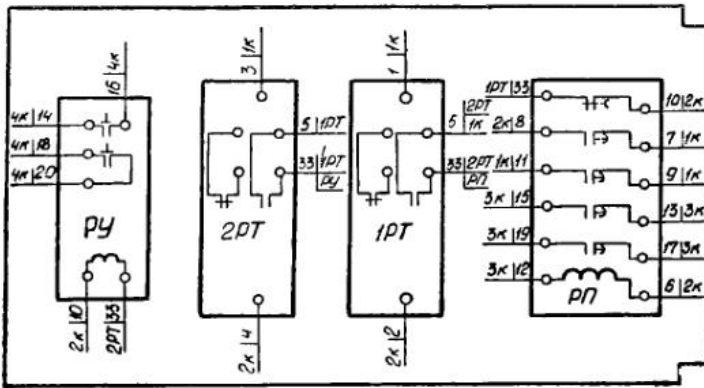 16 | 4к
4к | 14
4к | 18
4к | 20
РУ
2к | 10
2РТ | 33
3 | 1к
5 | 1РТ
33 | 1РТ
РУ
2РТ
2к | 4
1 | 1к
5 | 2РТ
1к
33 | 2РТ
РП
1РТ
2к | 2
1РТ | 33
10 | 2к
2к | 8
7 | 1к
1к | 11
9 | 1к
3к | 15
13 | 3к
3к | 19
17 | 3к
3к | 12
6 | 2к
РП